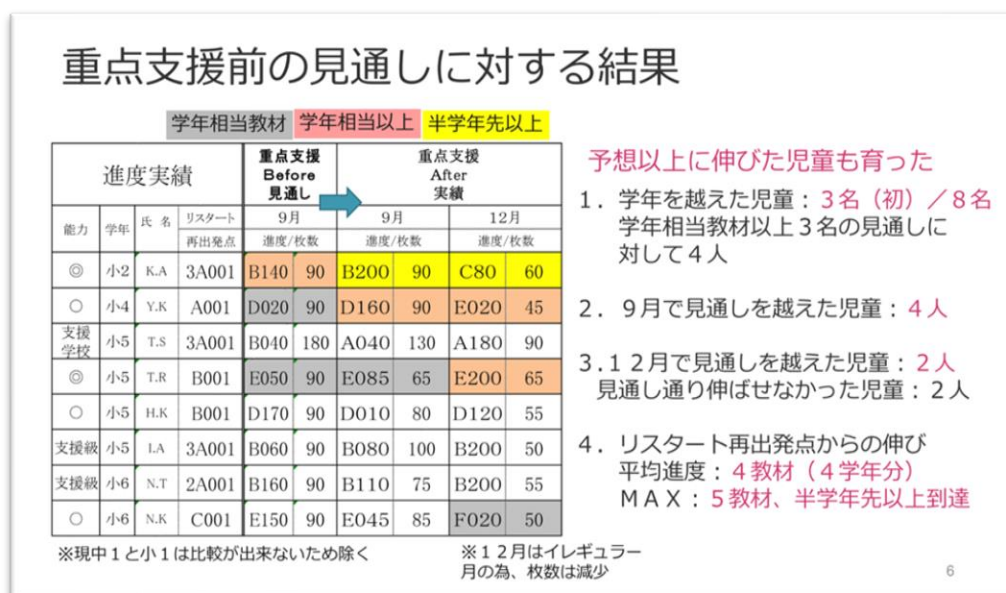 重点支援前の見通しに対する結果
学年相当教材 学年相当以上 半学年先以上
進度実績 重点支援 Before 見通し 重点支援 After 実績
能力 学年 氏 名 リスタート 再出発点 9月 進度/枚数 9月 進度/枚数 12月 進度/枚数
◎ 小2 K.A 3A001 B140 90 B200 90 C80 60
○ 小4 Y.K A001 D020 90 D160 90 E020 45
支援学校 小5 T.S 3A001 B040 180 A040 130 A180 90
◎ 小5 T.R B001 E050 90 E085 65 E200 65
○ 小5 H.K B001 D170 90 D010 80 D120 55
支援級 小5 I.A 3A001 B060 90 B080 100 B200 50
支援級 小6 N.T 2A001 B160 90 B110 75 B200 55
○ 小6 N.K C001 E150 90 E045 85 F020 50
※現中1と小1は比較が出来ないため除く
※12月はイレギュラー
月の為、枚数は減少
予想以上に伸びた児童も育った
1.学年を越えた児童:3名(初)/8名
学年相当教材以上3名の見通しに
対して4人
2.9月で見通しを越えた児童:4人
3.12月で見通しを越えた児童:2人
見通し通り伸ばせなかった児童:2人
4.リスタート再出発点からの伸び
平均進度:4教材(4学年分)
MAX:5教材、半学年先以上到達
6